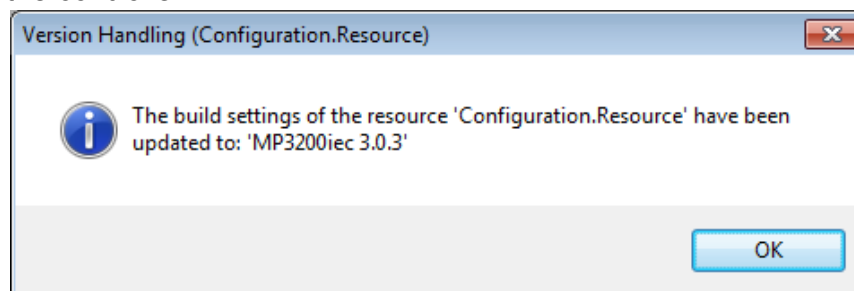 Version Handling (Configuration.Resource)
The build settings of the resource 'Configuration.Resource' have been
updated to: 'MP3200iec 3.0.3'
OK